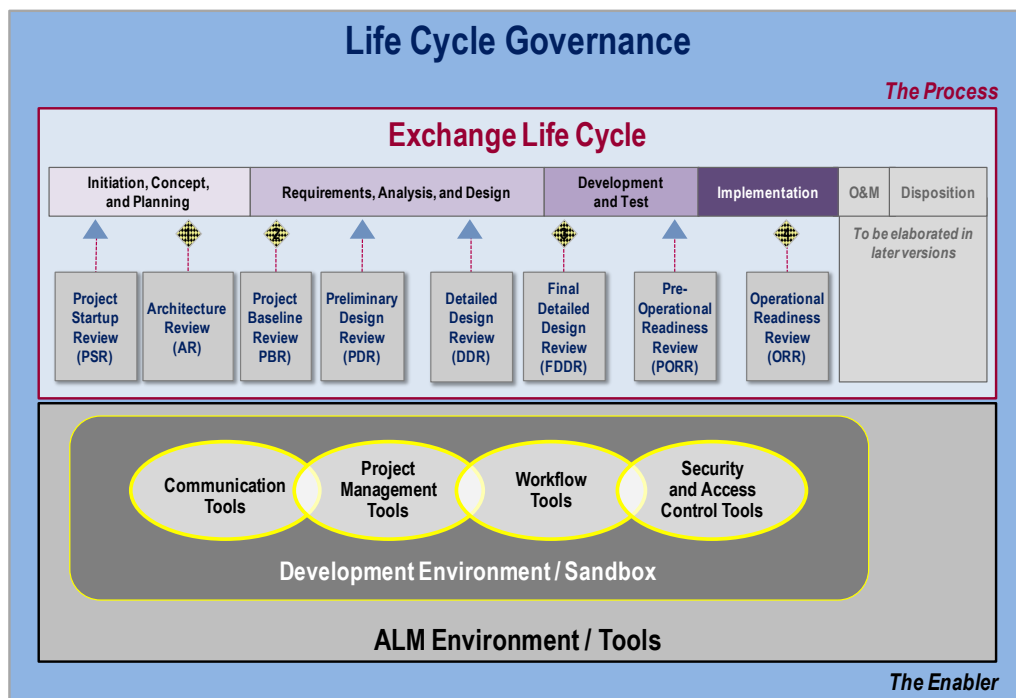 Life Cycle Governance
The Process
Exchange Life Cycle
Initiation, Concept,
and Planning
Requirements, Analysis, and Design
Development
and Test
Implementation
O&M
Disposition
2
3
4
To be elaborated in
later versions
Project
Startup
Review
(PSR)
Architecture
Review
(AR)
Project
Baseline
Review
PBR)
Preliminary
Design
Review
(PDR)
Detailed
Design
Review
(DDR)
Final
Detailed
Design
Review
(FDDR)
Pre-
Operational
Readiness
Review
(PORR)
Operational
Readiness
Review
(ORR)
Communication
Tools
Project
Management
Tools
Workflow
Tools
Security
and Access
Control Tools
Development Environment / Sandbox
ALM Environment / Tools
The Enabler